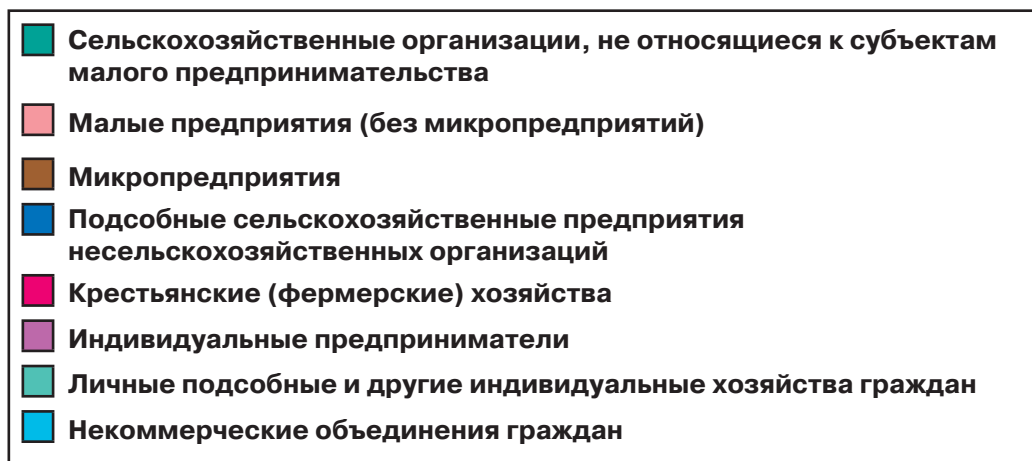 Сельскохозяйственные организации, не относящиеся к субъектам
малого предпринимательства
Малые предприятия (без микропредприятий)
Микропредприятия
Подсобные сельскохозяйственные предприятия
несельскохозяйственных организаций
Крестьянские (фермерские) хозяйства
Индивидуальные предприниматели
Личные подсобные и другие индивидуальные хозяйства граждан
Некоммерческие объединения граждан